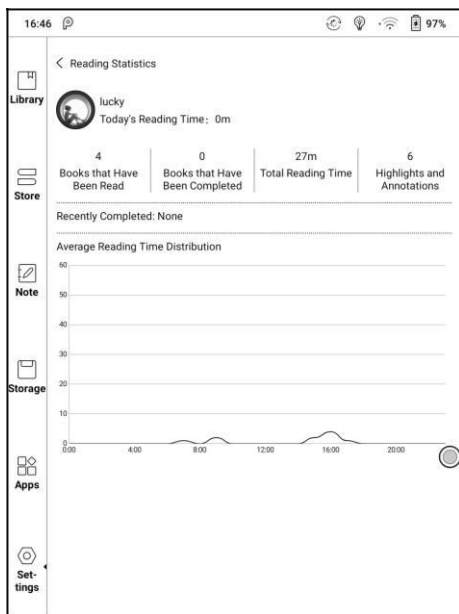 16:46
97%
Library
Store
Note
Storage
Apps
Set-
tings
Reading Statistics
lucky
Today's Reading Time: 0m
4
Books that Have
Been Read
0
Books that Have
Been Completed
27m
Total Reading Time
6
Highlights and
Annotations
Recently Completed: None
Average Reading Time Distribution
60
50
40
30
20
10
0
0:00 4:00 8:00 12:00 16:00 20:00